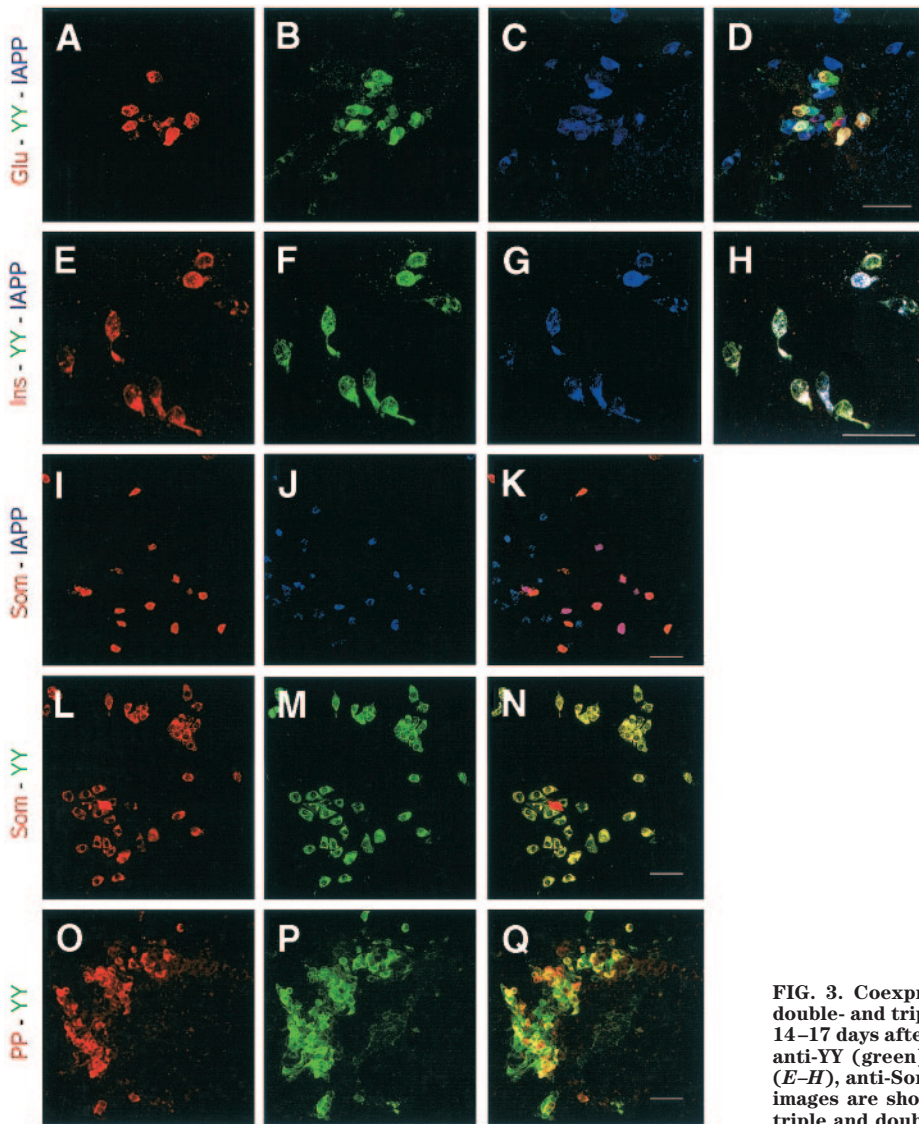 Glu - YY - IAPP
A
B
C
D
Ins - YY - IAPP
E
F
G
H
Som - IAPP
I
J
K
Som - YY
L
M
N
PP - YY
O
P
Q
FIG. 3. Coexpr
double- and trip
14–17 days afte
anti-YY (green)
(E–H), anti-Son
images are sho
triple and doub